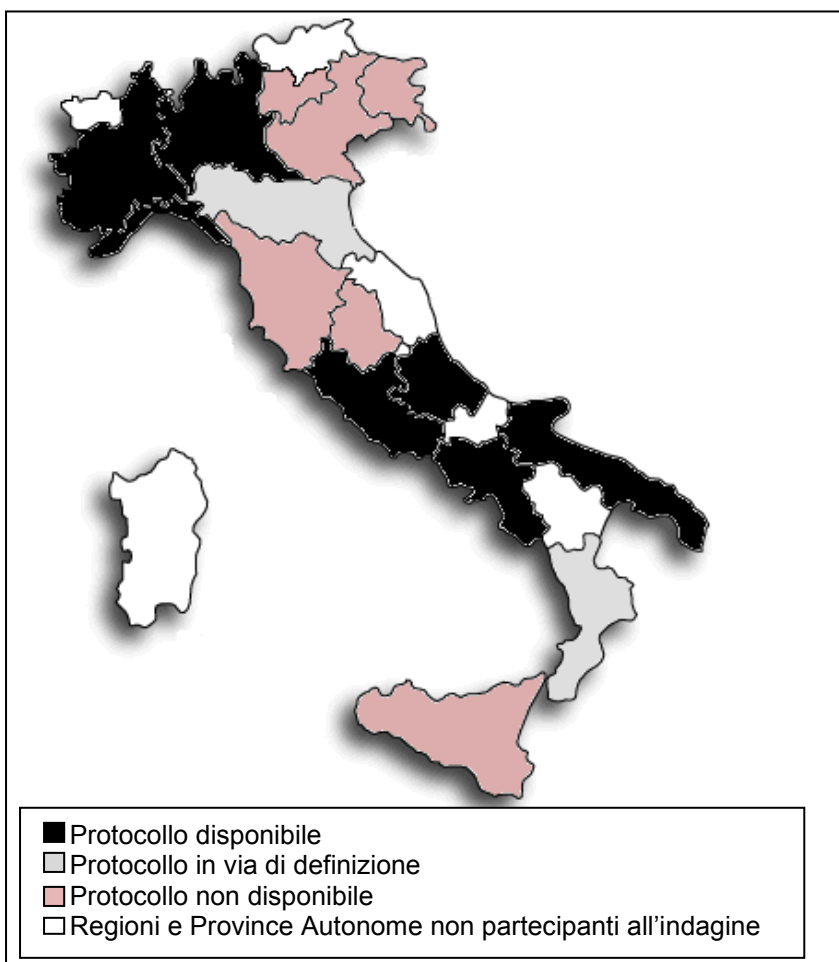 Protocollo disponibile
Protocollo in via di definizione
Protocollo non disponibile
Regioni e Province Autonome non partecipanti all’indagine